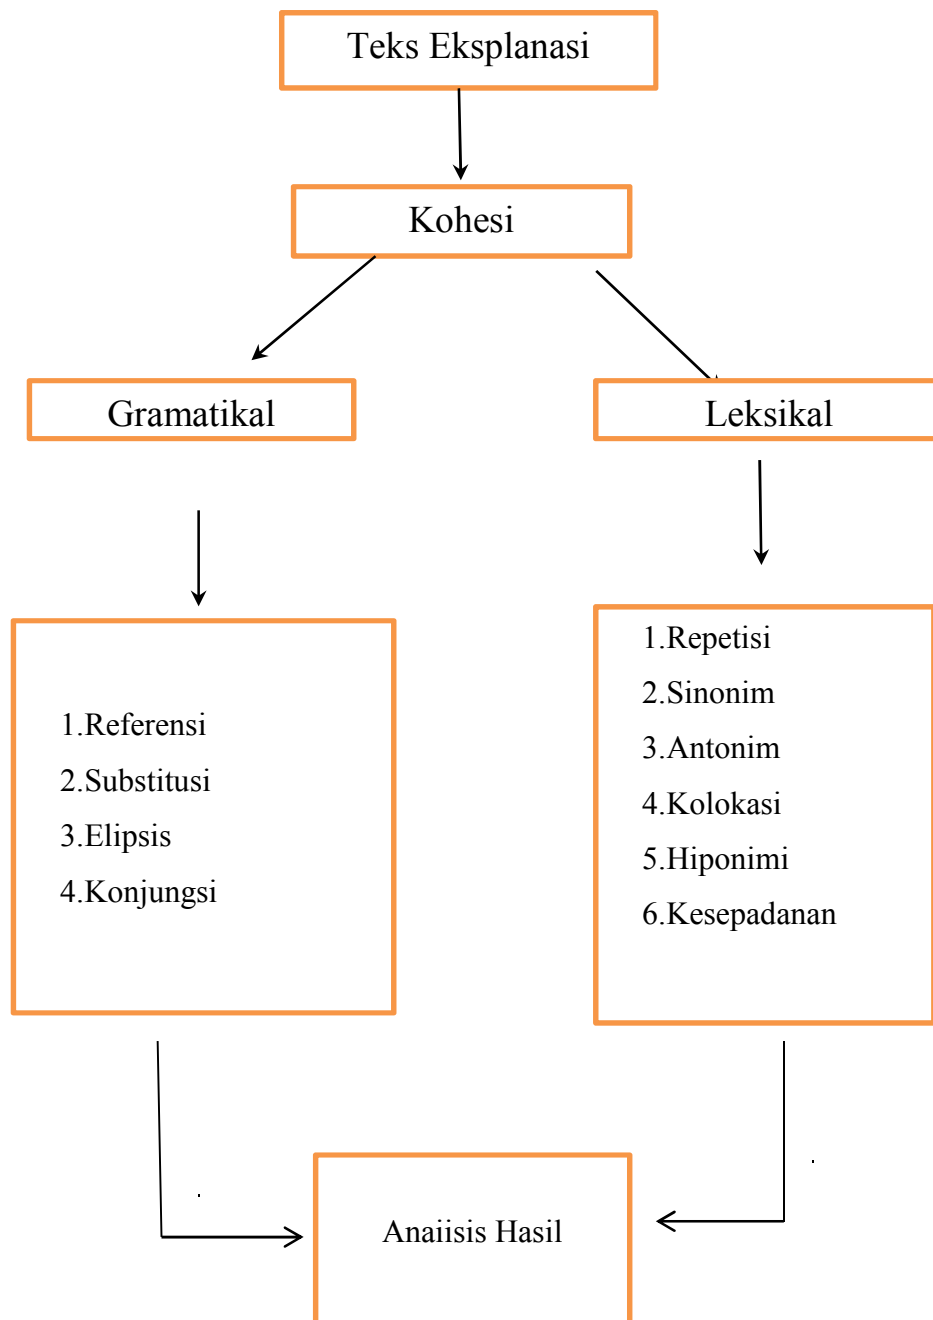 Teks Eksplanasi
Kohesi
Gramatikal
Leksikal
1.Referensi
2.Substitusi
3.Elipsis
4.Konjungsi
1.Repetisi
2.Sinonim
3.Antonim
4.Kolokasi
5.Hiponimi
6.Kesepadanan
Anaiisis Hasil